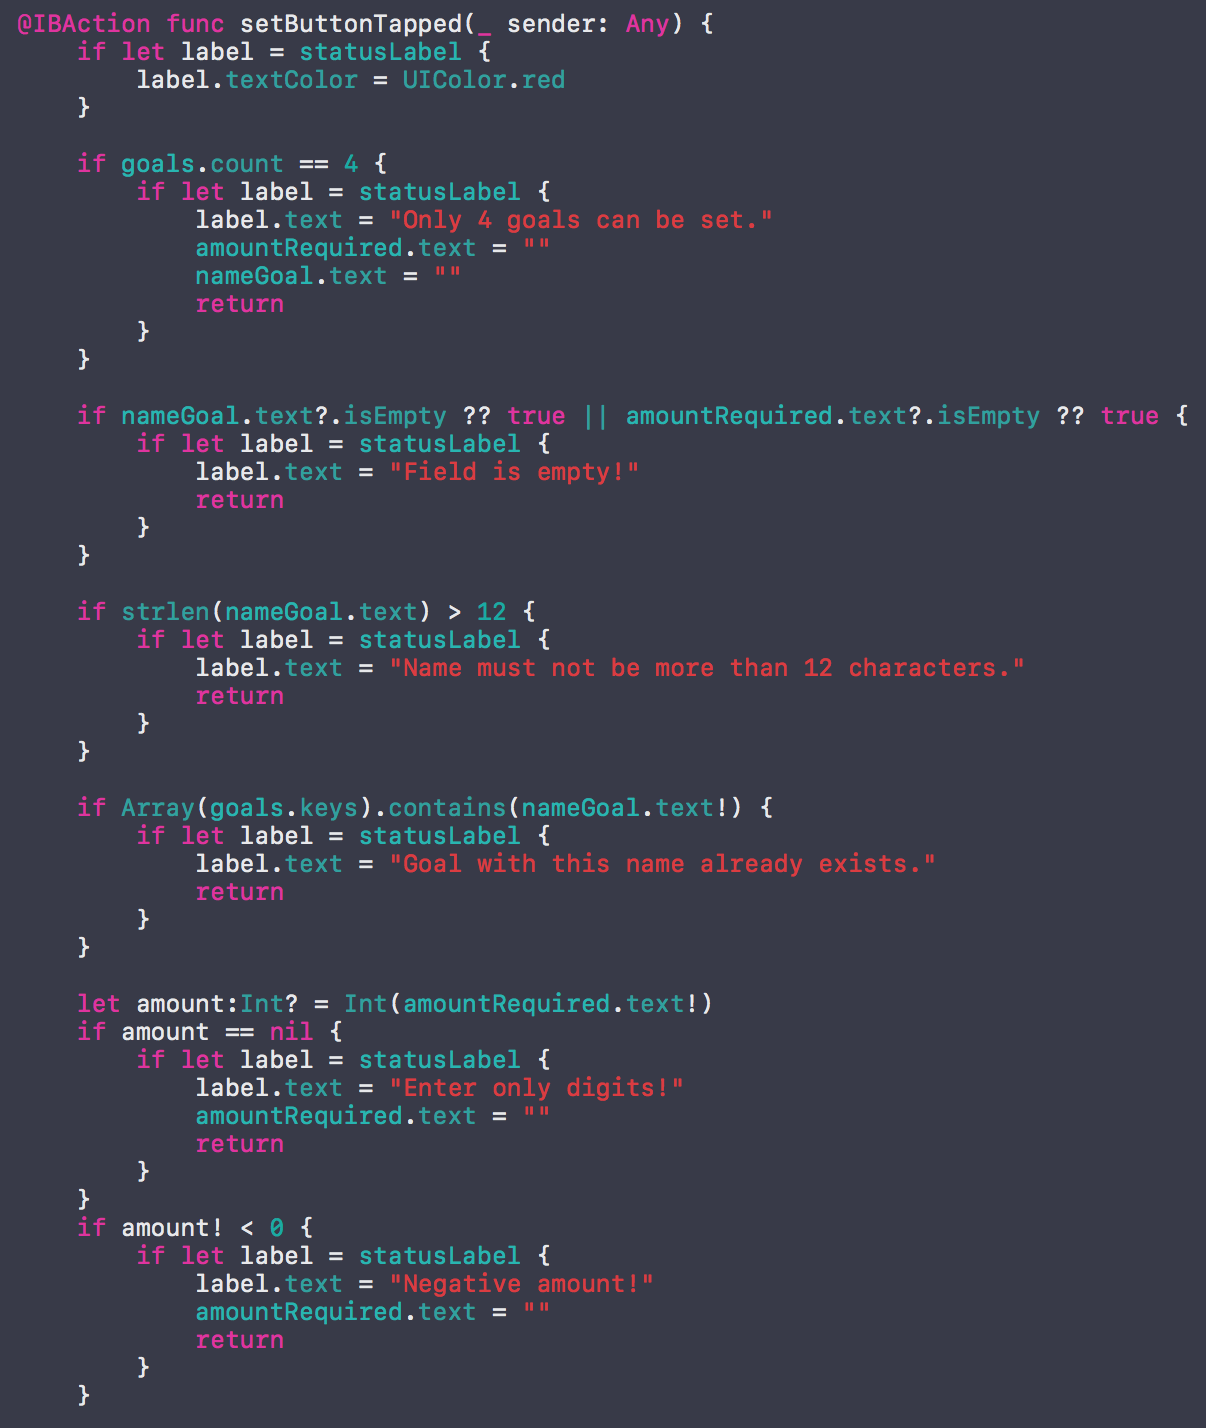 @IBAction func setButtonTapped(_ sender: Any) {
    if let label = statusLabel {
        label.textColor = UIColor.red
    }

    if goals.count == 4 {
        if let label = statusLabel {
            label.text = "Only 4 goals can be set."
            amountRequired.text = ""
            nameGoal.text = ""
            return
        }
    }

    if nameGoal.text?.isEmpty ?? true || amountRequired.text?.isEmpty ?? true {
        if let label = statusLabel {
            label.text = "Field is empty!"
            return
        }
    }

    if strlen(nameGoal.text) > 12 {
        if let label = statusLabel {
            label.text = "Name must not be more than 12 characters."
            return
        }
    }

    if Array(goals.keys).contains(nameGoal.text!) {
        if let label = statusLabel {
            label.text = "Goal with this name already exists."
            return
        }
    }

    let amount:Int? = Int(amountRequired.text!)
    if amount == nil {
        if let label = statusLabel {
            label.text = "Enter only digits!"
            amountRequired.text = ""
            return
        }
    }
    if amount! < 0 {
        if let label = statusLabel {
            label.text = "Negative amount!"
            amountRequired.text = ""
            return
        }
    }